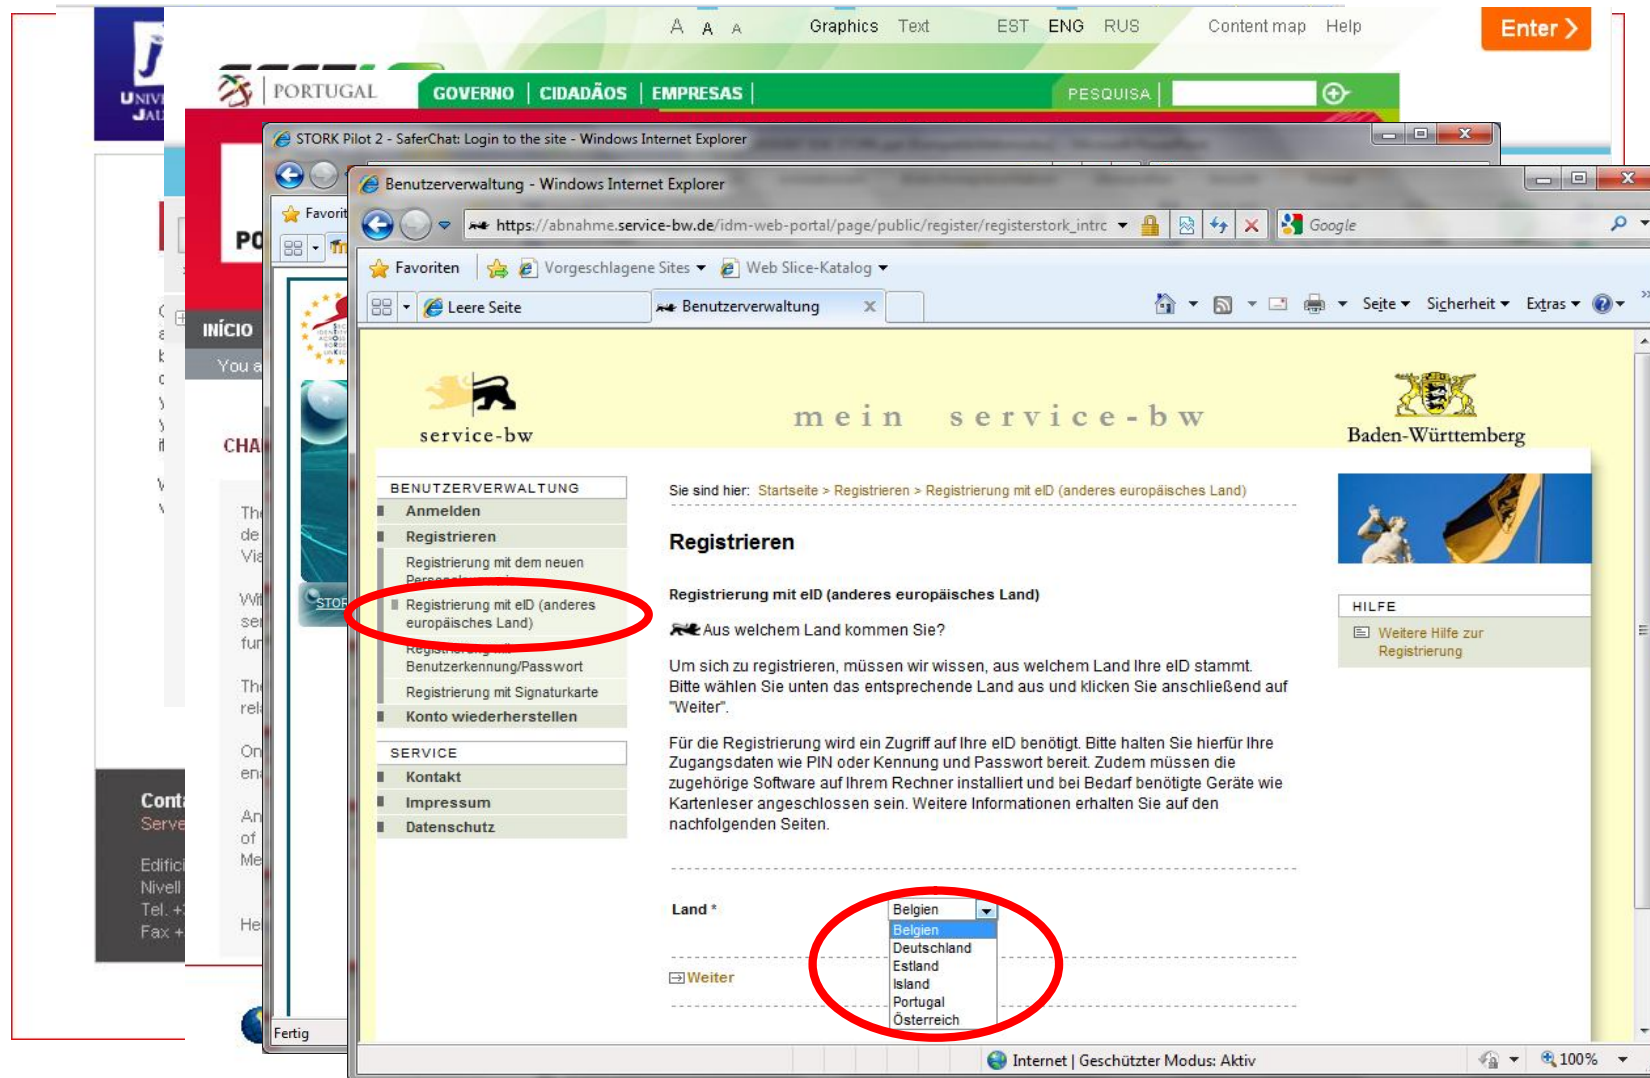 A A A Graphics Text EST ENG RUS Content map Help
Enter
PORTUGAL GOVERNO CIDADÃOS EMPRESAS PESQUISA
STORK Pilot 2 - SaferChat: Login to the site - Windows Internet Explorer
Benutzerverwaltung - Windows Internet Explorer
https://abnahme.service-bw.de/idm-web-portal/page/public/register/registerstork_intrc
Google
Favoriten Vorgeschlagene Sites Web Slice-Katalog
Leere Seite Benutzerverwaltung Seite Sicherheit Extras
INÍCIO
service-bw
mein service-bw
Baden-Württemberg
BENUTZERVERWALTUNG
Anmelden
Registrieren
Registrierung mit dem neuen
Registrierung mit eID (anderes
europäisches Land)
Registrierung mit
Benutzerkennung/Passwort
Registrierung mit Signaturkarte
Konto wiederherstellen
SERVICE
Kontakt
Impressum
Datenschutz
Sie sind hier: Startseite > Registrieren > Registrierung mit eID (anderes europäisches Land)
Registrieren
Registrierung mit eID (anderes europäisches Land)
Aus welchem Land kommen Sie?
Um sich zu registrieren, müssen wir wissen, aus welchem Land Ihre eID stammt.
Bitte wählen Sie unten das entsprechende Land aus und klicken Sie anschließend auf
"Weiter".
Für die Registrierung wird ein Zugriff auf Ihre eID benötigt. Bitte halten Sie hierfür Ihre
Zugangsdaten wie PIN oder Kennung und Passwort bereit. Zudem müssen die
zugehörige Software auf Ihrem Rechner installiert und bei Bedarf benötigte Geräte wie
Kartenleser angeschlossen sein. Weitere Informationen erhalten Sie auf den
nachfolgenden Seiten.
Land * Belgien
Belgien
Deutschland
Estland
Island
Portugal
Österreich
Weiter
HILFE
Weitere Hilfe zur
Registrierung
Fertig
Internet | Geschützter Modus: Aktiv 100%